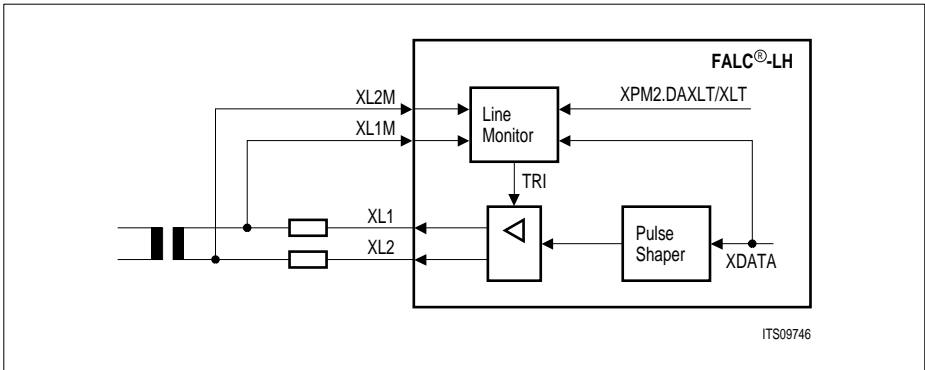 FALC®-LH
XL2M
XPM2.DAXLT/XLT
Line
Monitor
XL1M
TRI
XL1
XL2
Pulse
Shaper
XDATA
ITS09746